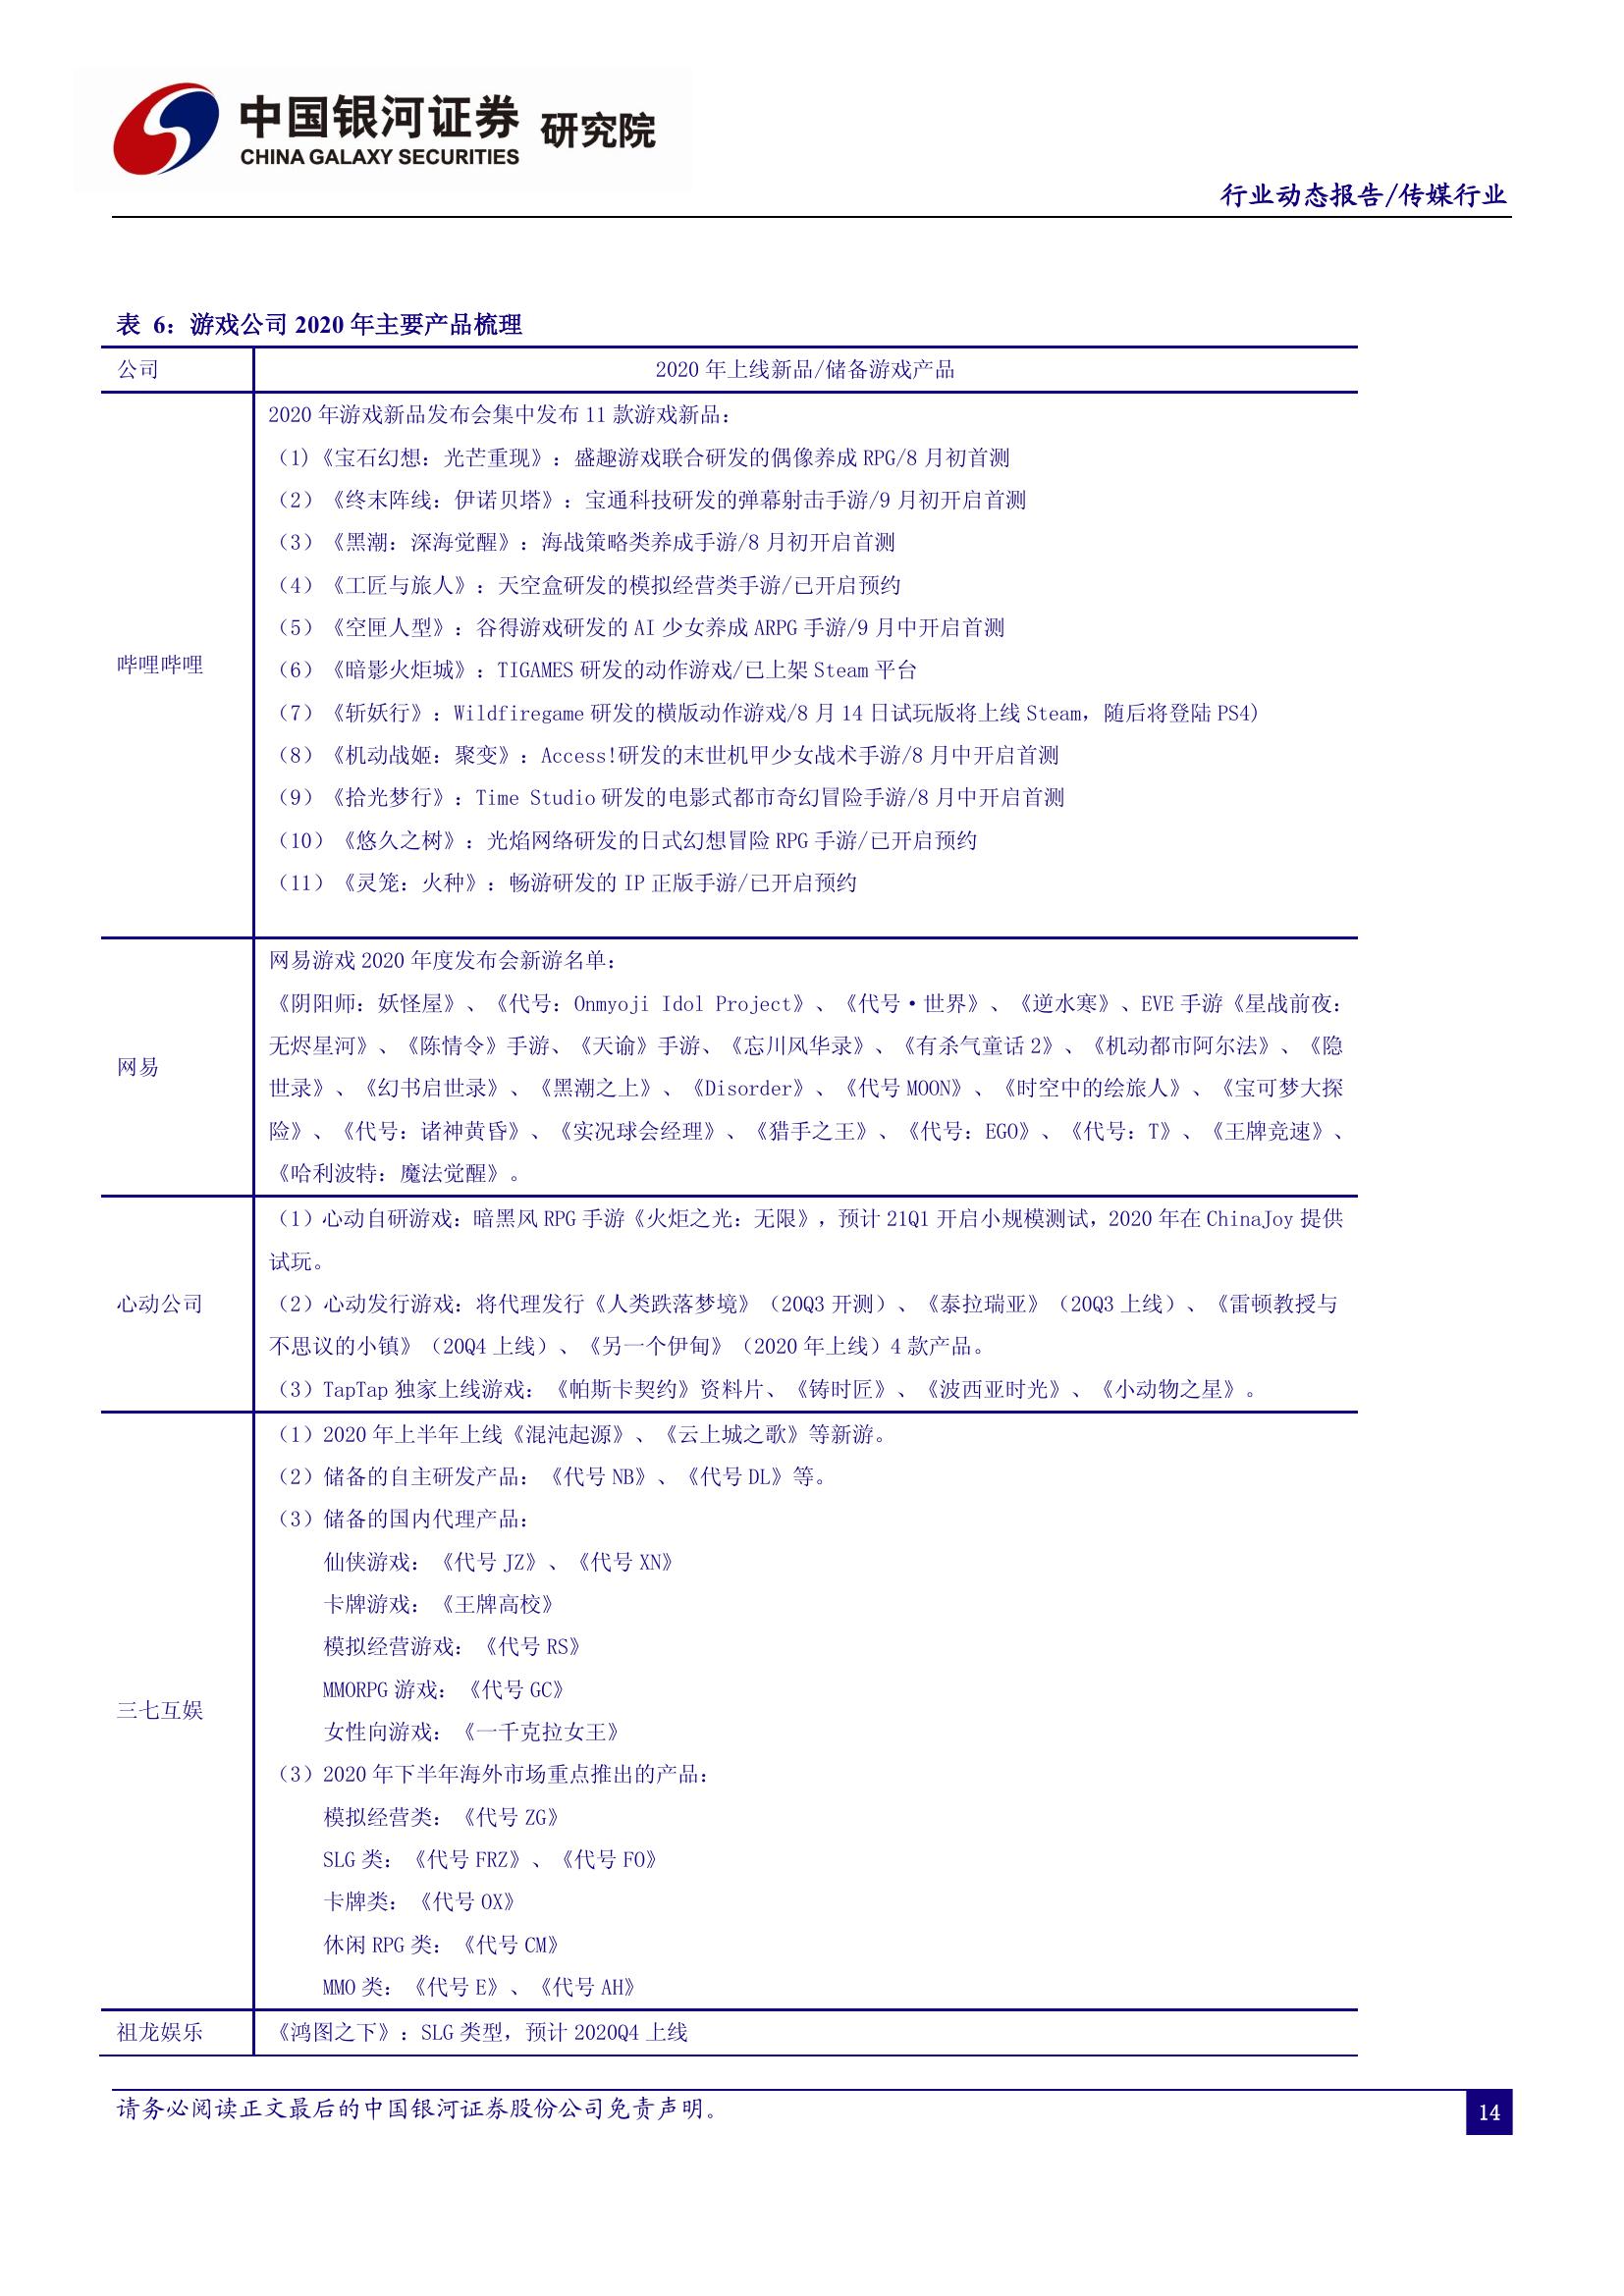 中国银河证券 研究院
CHINA GALAXY SECURITIES
行业动态报告/传媒行业
表 6：游戏公司 2020 年主要产品梳理
公司
2020 年上线新品/储备游戏产品
哔哩哔哩
2020 年游戏新品发布会集中发布 11 款游戏新品：
（1）《宝石幻想：光芒重现》：盛趣游戏联合研发的偶像养成 RPG/8 月初首测
（2）《终末阵线：伊诺贝塔》：宝通科技研发的弹幕射击手游/9 月初开启首测
（3）《黑潮：深海觉醒》：海战策略类养成手游/8 月初开启首测
（4）《工匠与旅人》：天空盒研发的模拟经营类手游/已开启预约
（5）《空匣人型》：谷得游戏研发的 AI 少女养成 ARPG 手游/9 月中开启首测
（6）《暗影火炬城》：TIGAMES 研发的动作游戏/已上架 Steam 平台
（7）《斩妖行》：Wildfiregame 研发的横版动作游戏/8 月 14 日试玩版将上线 Steam，随后将登陆 PS4)
（8）《机动战姬：聚变》：Access!研发的末世机甲少女战术手游/8 月中开启首测
（9）《拾光梦行》：Time Studio 研发的电影式都市奇幻冒险手游/8 月中开启首测
（10）《悠久之树》：光焰网络研发的日式幻想冒险 RPG 手游/已开启预约
（11）《灵笼：火种》：畅游研发的 IP 正版手游/已开启预约
网易
网易游戏 2020 年度发布会新游名单：
《阴阳师：妖怪屋》、《代号：Onmyoji Idol Project》、《代号·世界》、《逆水寒》、EVE 手游《星战前夜：
无烬星河》、《陈情令》手游、《天谕》手游、《忘川风华录》、《有杀气童话 2》、《机动都市阿尔法》、《隐
世录》、《幻书启世录》、《黑潮之上》、《Disorder》、《代号 MOON》、《时空中的绘旅人》、《宝可梦大探
险》、《代号：诸神黄昏》、《实况球会经理》、《猎手之王》、《代号：EGO》、《代号：T》、《王牌竞速》、
《哈利波特：魔法觉醒》。
心动公司
（1）心动自研游戏：暗黑风 RPG 手游《火炬之光：无限》，预计 21Q1 开启小规模测试，2020 年在 ChinaJoy 提供
试玩。
（2）心动发行游戏：将代理发行《人类跌落梦境》（20Q3 开测）、《泰拉瑞亚》（20Q3 上线）、《雷顿教授与
不思议的小镇》（20Q4 上线）、《另一个伊甸》（2020 年上线）4 款产品。
（3）TapTap 独家上线游戏：《帕斯卡契约》资料片、《铸时匠》、《波西亚时光》、《小动物之星》。
三七互娱
（1）2020 年上半年上线《混沌起源》、《云上城之歌》等新游。
（2）储备的自主研发产品：《代号 NB》、《代号 DL》等。
（3）储备的国内代理产品：
仙侠游戏：《代号 JZ》、《代号 XN》
卡牌游戏：《王牌高校》
模拟经营游戏：《代号 RS》
MMORPG 游戏：《代号 GC》
女性向游戏：《一千克拉女王》
（3）2020 年下半年海外市场重点推出的产品：
模拟经营类：《代号 ZG》
SLG 类：《代号 FRZ》、《代号 FO》
卡牌类：《代号 OX》
休闲 RPG 类：《代号 CM》
MMO 类：《代号 E》、《代号 AH》
祖龙娱乐
《鸿图之下》：SLG 类型，预计 2020Q4 上线
请务必阅读正文最后的中国银河证券股份公司免责声明。
14